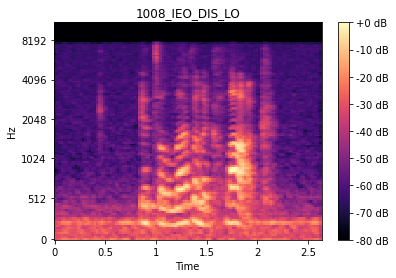 1008_IEO_DIS_LO
+0 dB
8192
-10 dB
-20 dB
4096
-30 dB
Hz
2048
-40 dB
1024
-50 dB
-60 dB
512
-70 dB
0
-80 dB
0 0.5 1 1.5 2 2.5
Time